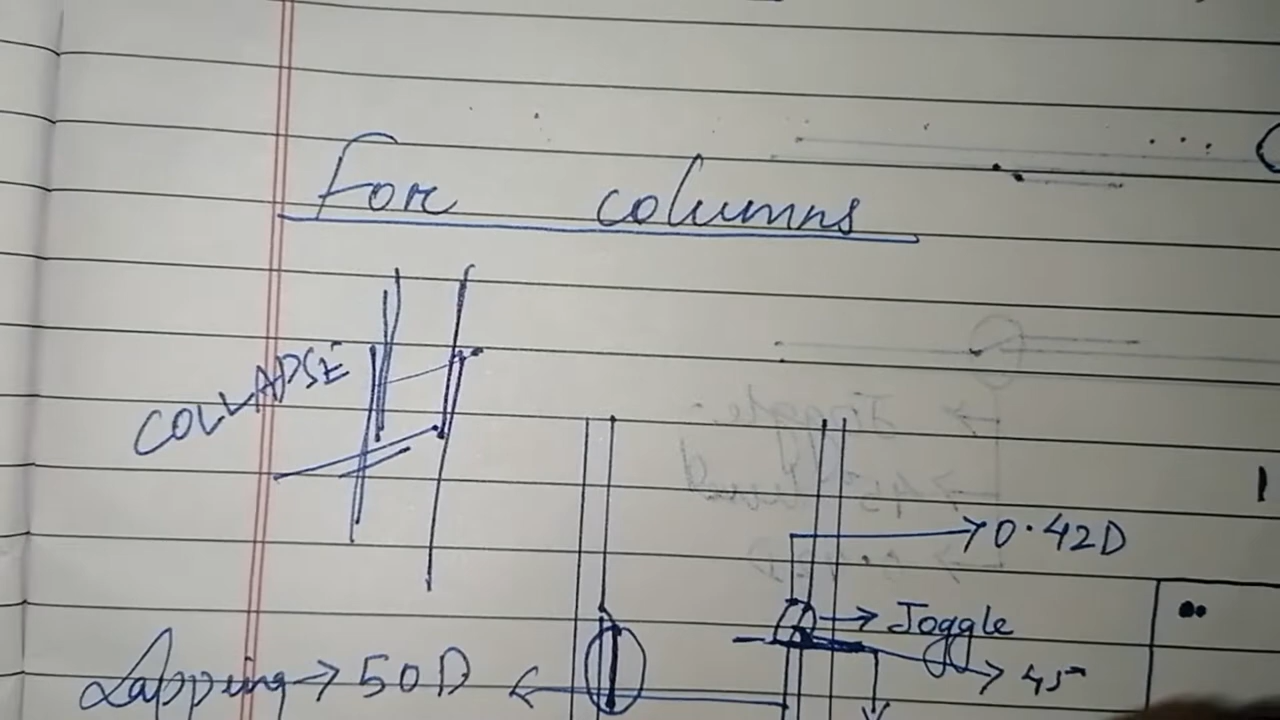 For columns
COLLAPSE
0.42D
Joggle
45°
Lapping → 50D